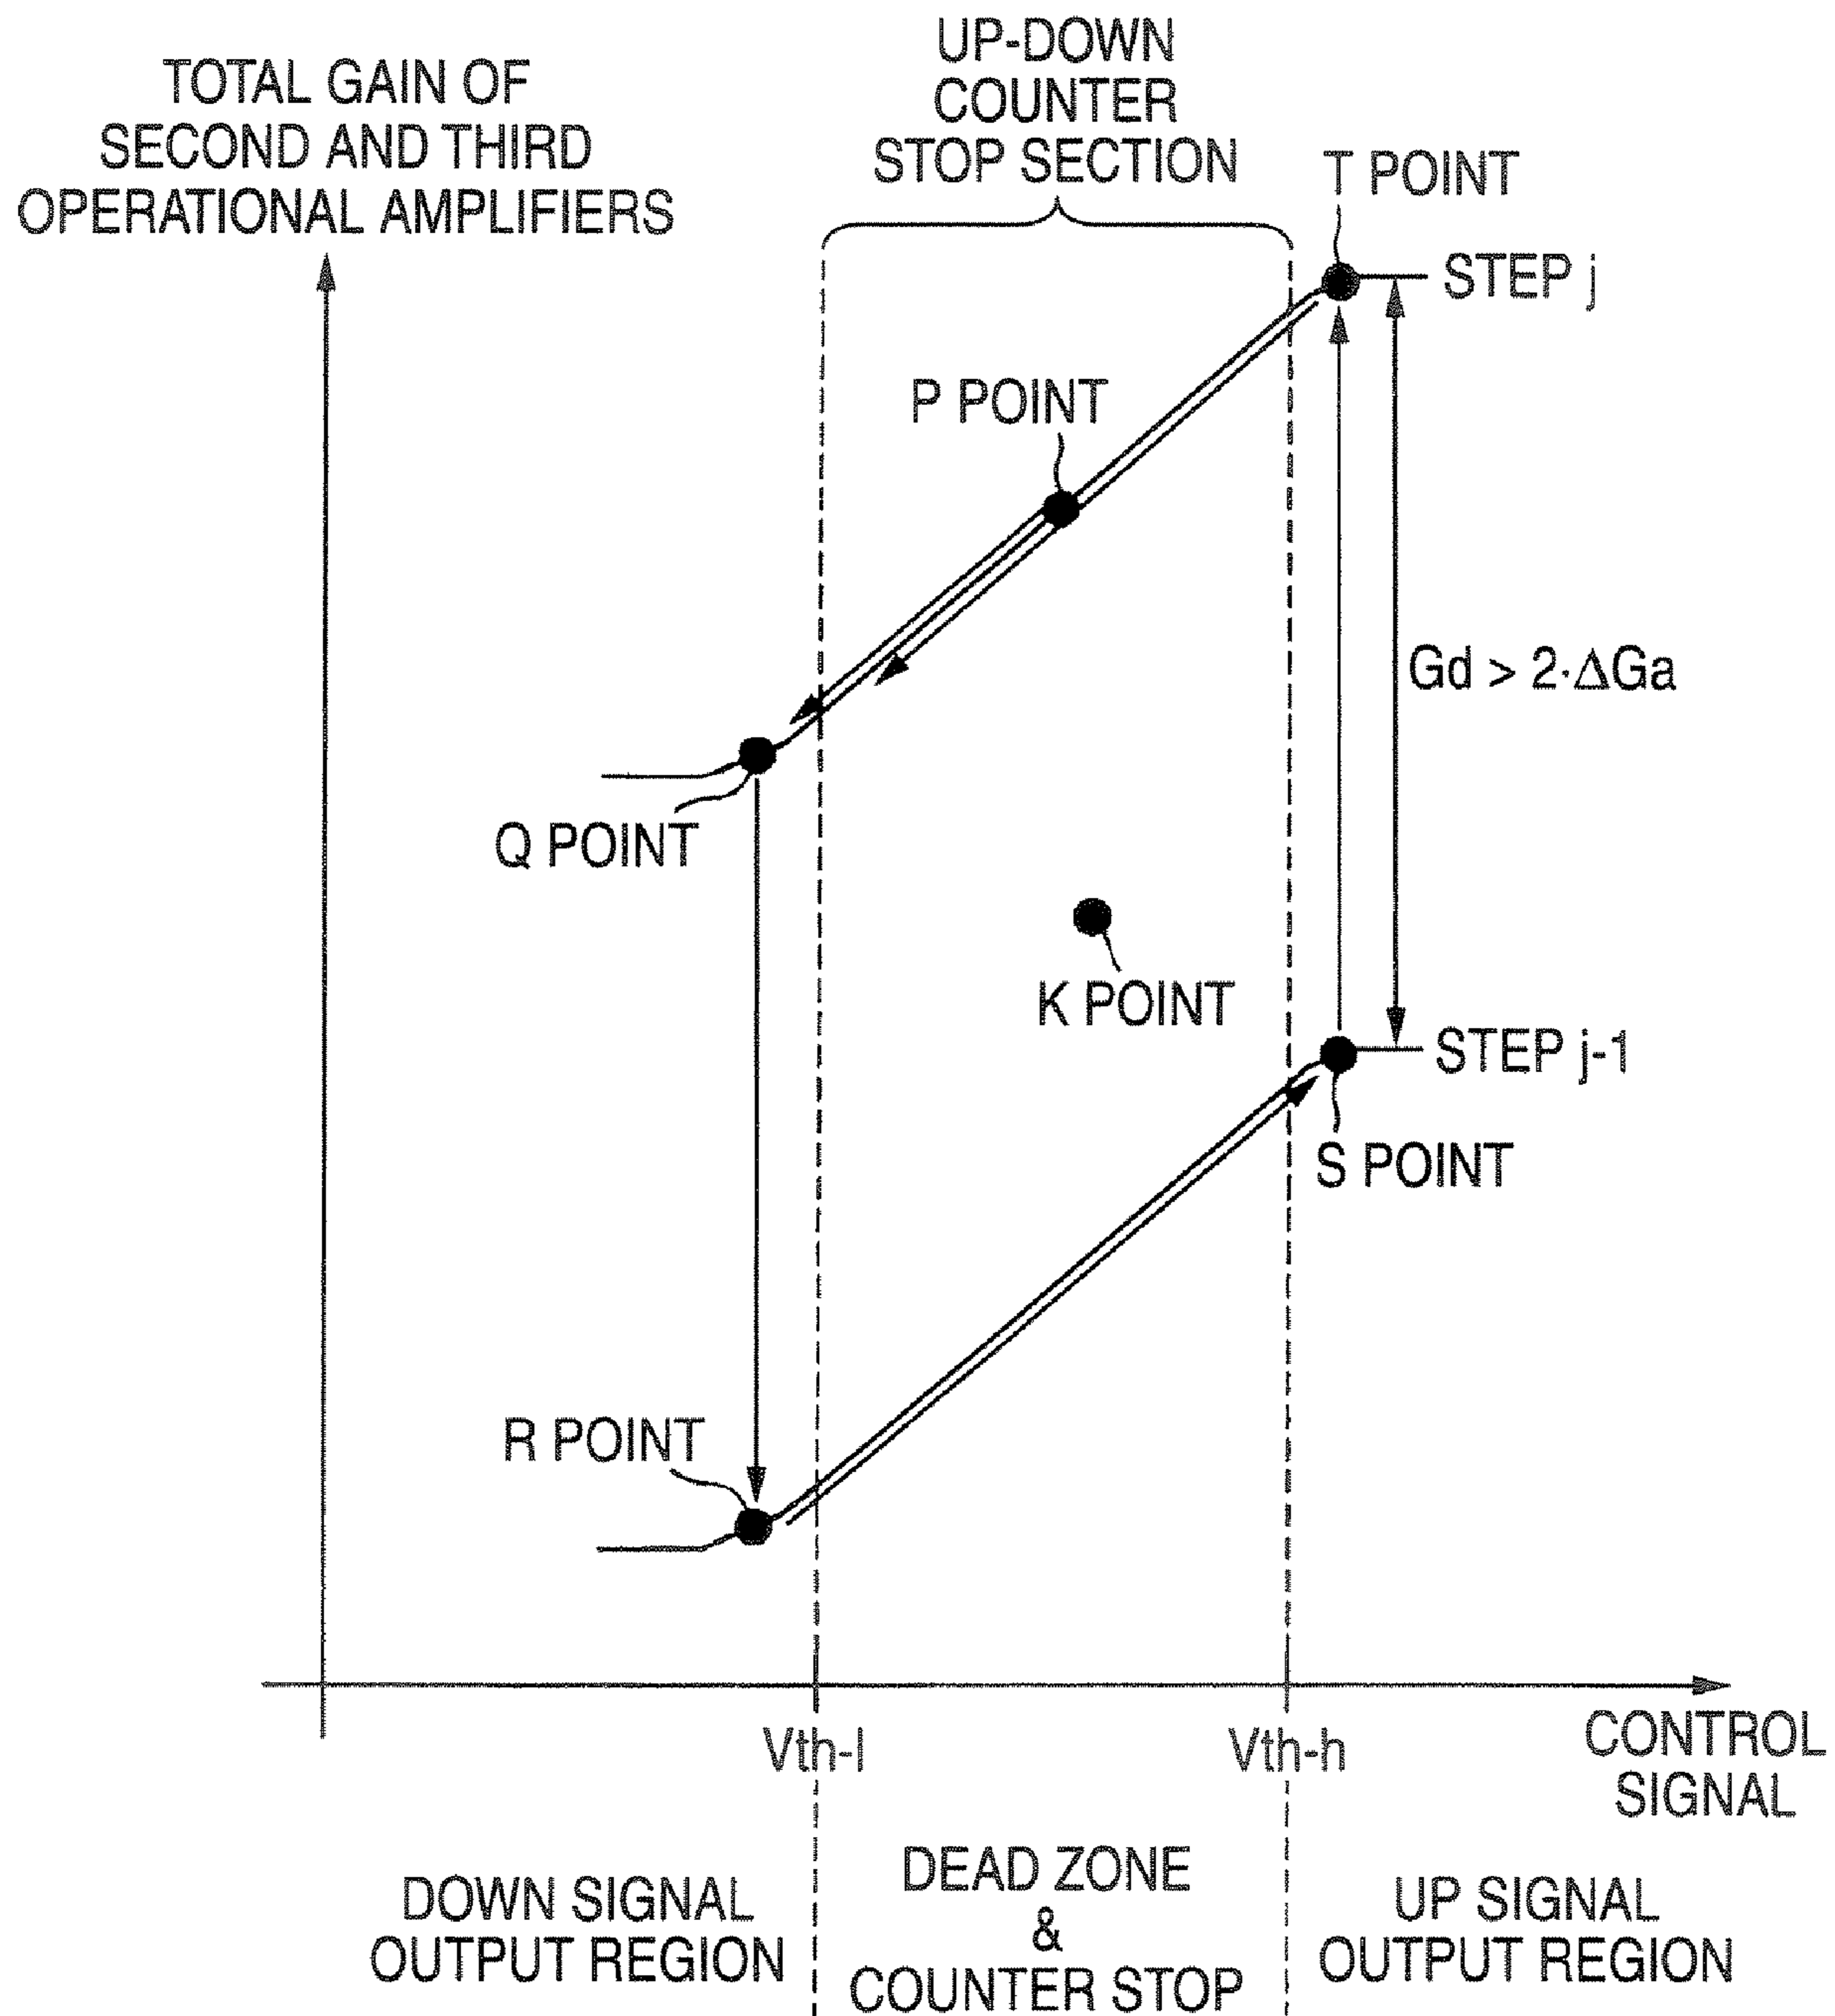 UP-DOWN
COUNTER
STOP SECTION
TOTAL GAIN OF
SECOND AND THIRD
OPERATIONAL AMPLIFIERS
T POINT
STEP j
P POINT
Gd > 2·ΔGa
Q POINT
K POINT
STEP j-1
S POINT
R POINT
Vth-l
Vth-h
CONTROL
SIGNAL
DOWN SIGNAL
OUTPUT REGION
DEAD ZONE
&
COUNTER STOP
UP SIGNAL
OUTPUT REGION